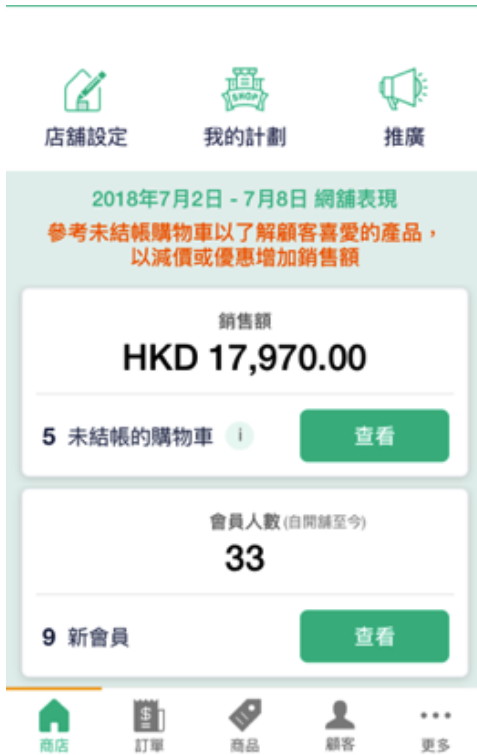 SHOP
店舖設定 我的計劃 推廣
2018年7月2日 - 7月8日 網舖表現
參考未結帳購物車以了解顧客喜愛的產品，
以減價或優惠增加銷售額
銷售額
HKD 17,970.00
5 未結帳的購物車 i 查看
會員人數(自開舖至今)
33
9 新會員 查看
$
商店 訂單 商品 顧客 更多